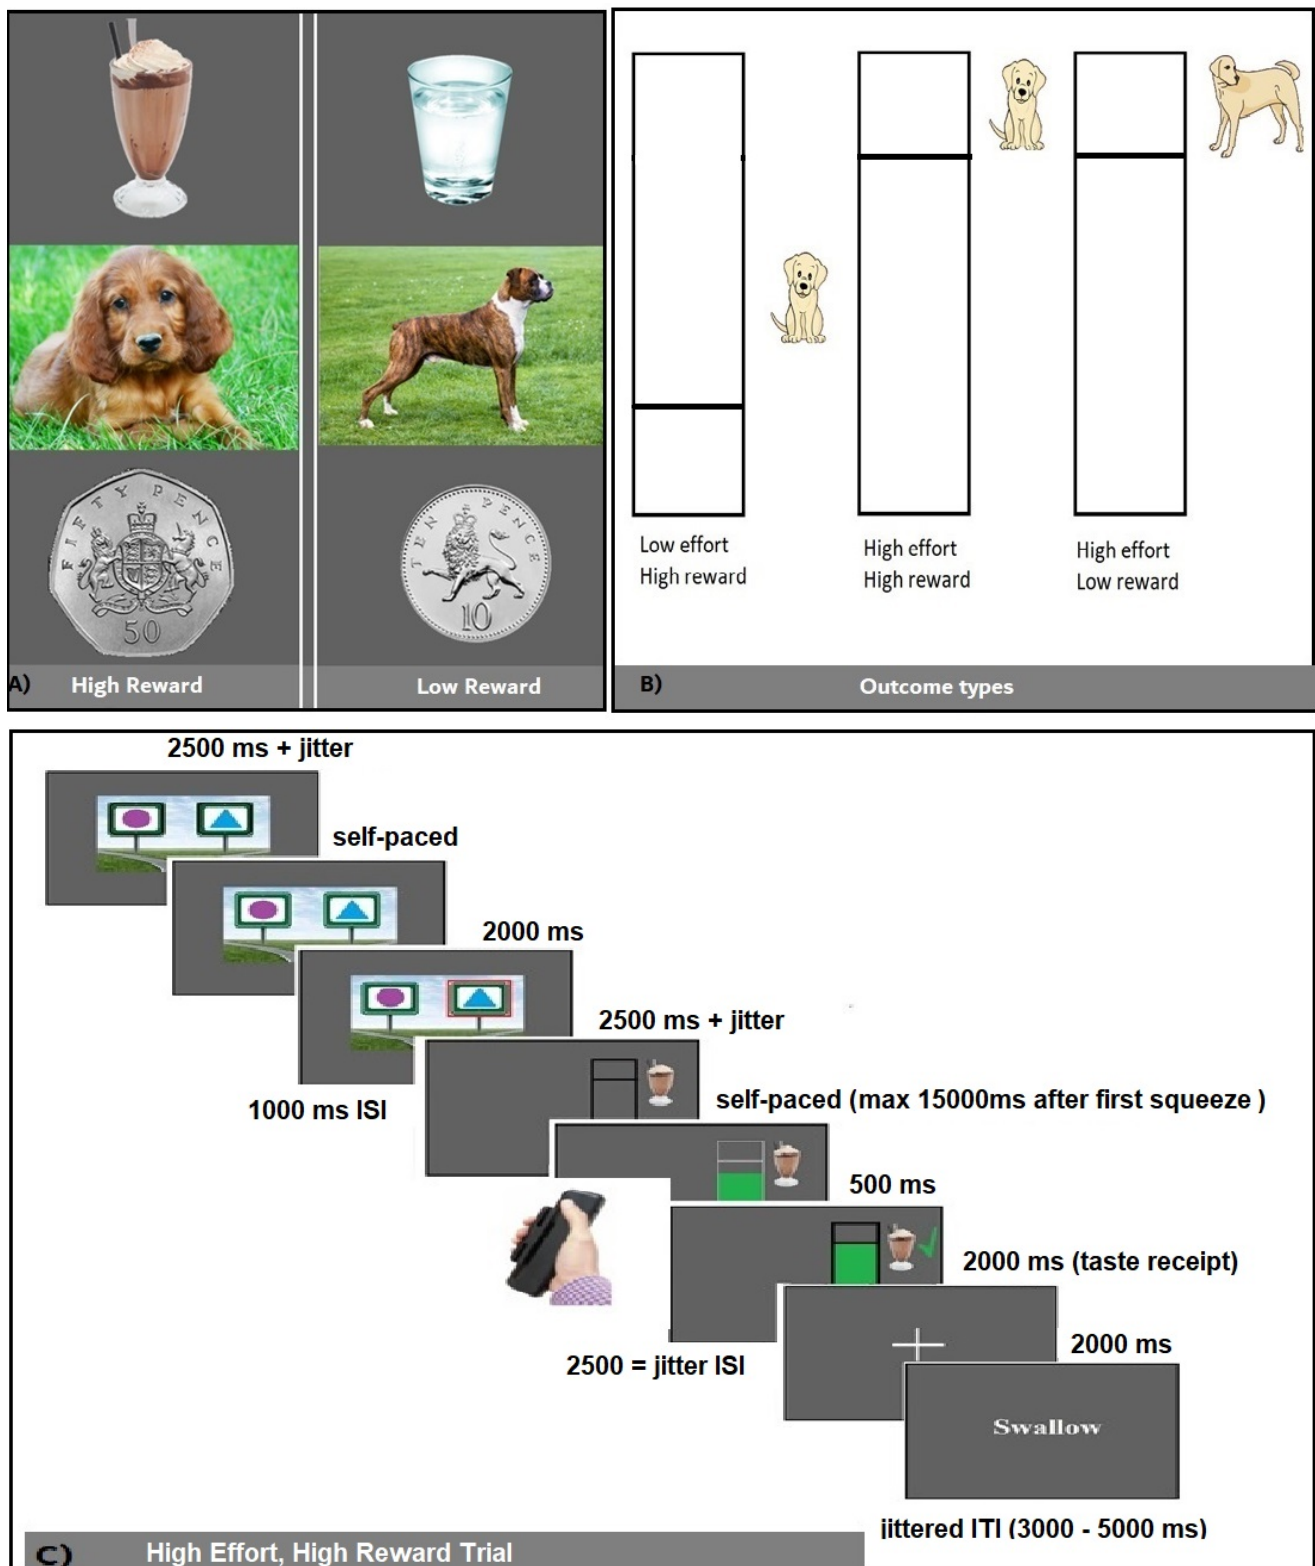 FIFTY PENCE
50
TEN PENCE
10
A) High Reward Low Reward
Low effort
High reward
High effort
High reward
High effort
Low reward
B) Outcome types
2500 ms + jitter
self-paced
2000 ms
2500 ms + jitter
1000 ms ISI
self-paced (max 15000ms after first squeeze )
500 ms
2000 ms (taste receipt)
2500 = jitter ISI
2000 ms
Swallow
jittered ITI (3000 - 5000 ms)
C) High Effort, High Reward Trial